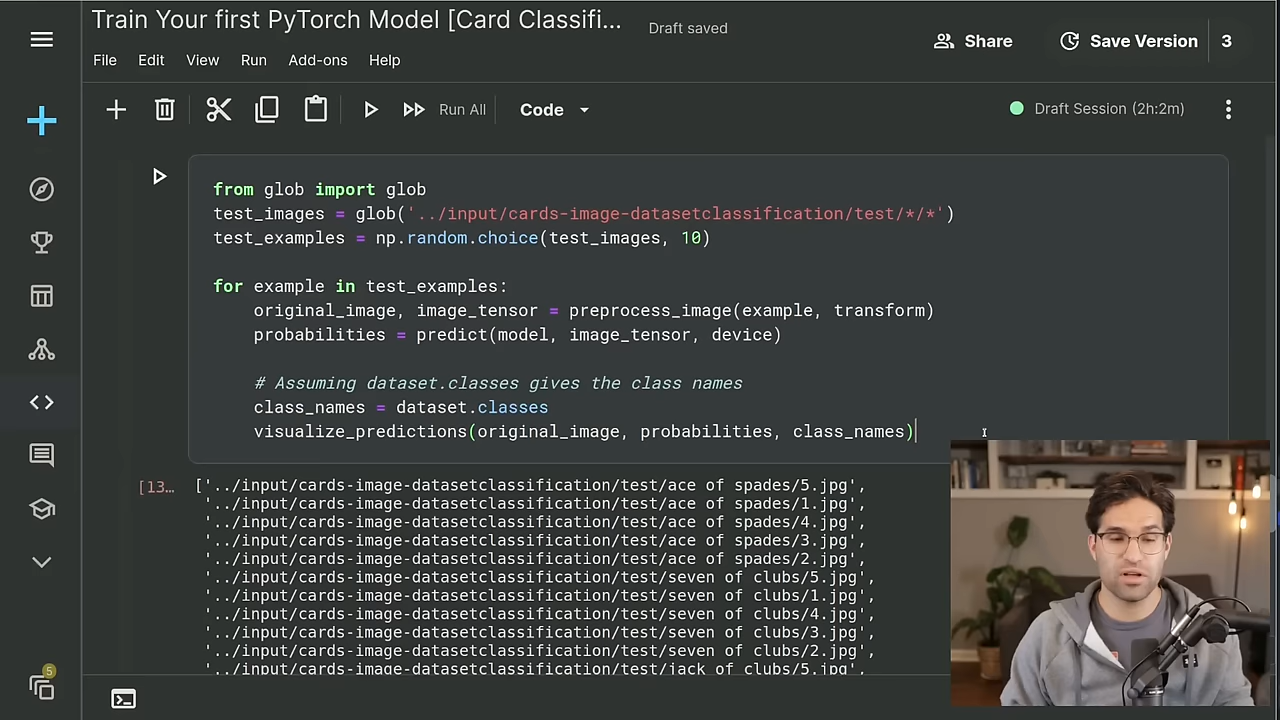 Train Your first PyTorch Model [Card Classifi...
Draft saved
Share
Save Version
3
File
Edit
View
Run
Add-ons
Help
Run All
Code
Draft Session (2h:2m)
from glob import glob
test_images = glob('../input/cards-image-datasetclassification/test/*/*')
test_examples = np.random.choice(test_images, 10)
for example in test_examples:
original_image, image_tensor = preprocess_image(example, transform)
probabilities = predict(model, image_tensor, device)
# Assuming dataset.classes gives the class names
class_names = dataset.classes
visualize_predictions(original_image, probabilities, class_names)
[13…
['../input/cards-image-datasetclassification/test/ace of spades/5.jpg',
'../input/cards-image-datasetclassification/test/ace of spades/1.jpg',
'../input/cards-image-datasetclassification/test/ace of spades/4.jpg',
'../input/cards-image-datasetclassification/test/ace of spades/3.jpg',
'../input/cards-image-datasetclassification/test/ace of spades/2.jpg',
'../input/cards-image-datasetclassification/test/seven of clubs/5.jpg',
'../input/cards-image-datasetclassification/test/seven of clubs/1.jpg',
'../input/cards-image-datasetclassification/test/seven of clubs/4.jpg',
'../input/cards-image-datasetclassification/test/seven of clubs/3.jpg',
'../input/cards-image-datasetclassification/test/seven of clubs/2.jpg',
'../input/cards-image-datasetclassification/test/jack of clubs/5.jpg',
5